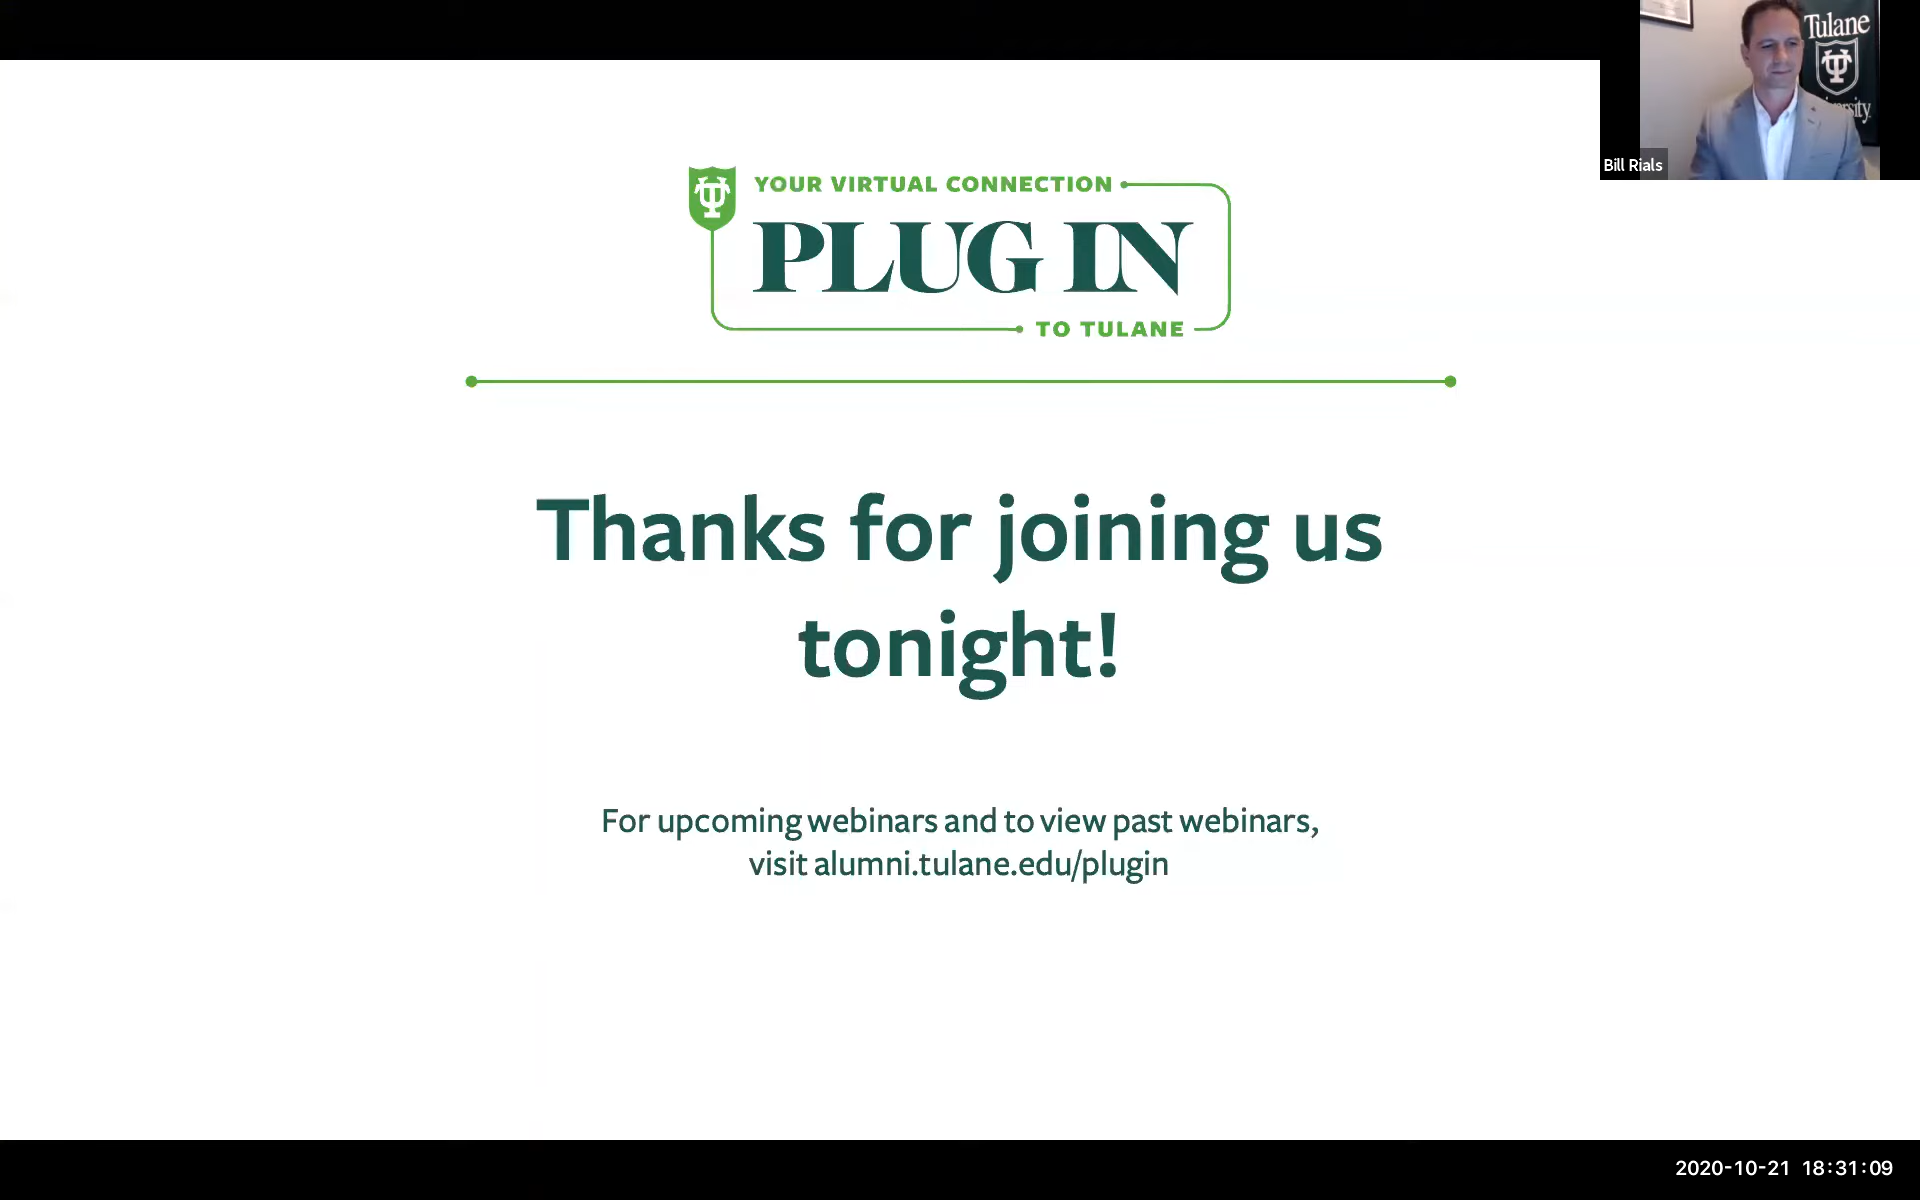 YOUR VIRTUAL CONNECTION
PLUG IN
TO TULANE
Thanks for joining us
tonight!
For upcoming webinars and to view past webinars,
visit alumni.tulane.edu/plugin
Tulane
Bill Rials
2020-10-21 18:31:09